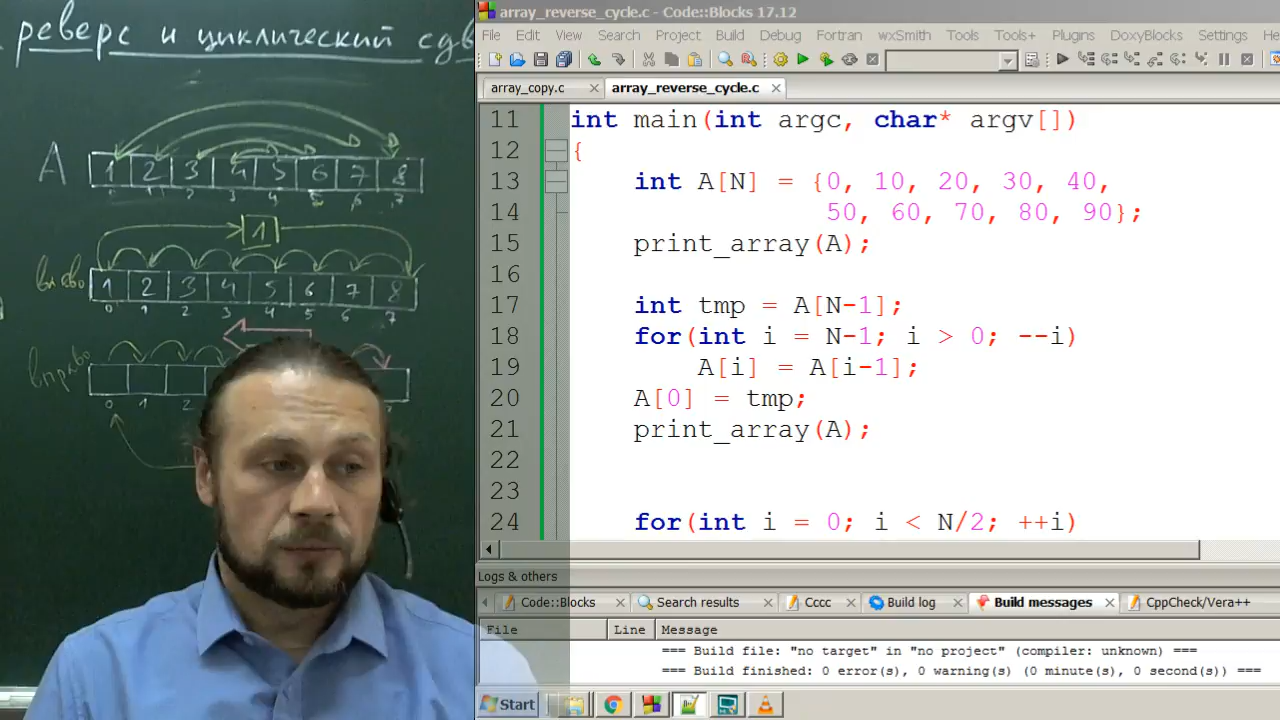 реверс и циклический сдв
A 1 2 3 4 5 6 7 8
1
влево 1 2 3 4 5 6 7 8
0 1 2 3 4 5 6 7
вправо
0 1 2
array_reverse_cycle.c - Code::Blocks 17.12
File Edit View Search Project Build Debug Fortran wxSmith Tools Tools+ Plugins DoxyBlocks Settings He
array_copy.c array_reverse_cycle.c
11 int main(int argc, char* argv[])
12 {
13 int A[N] = {0, 10, 20, 30, 40,
14 50, 60, 70, 80, 90};
15 print_array(A);
16
17 int tmp = A[N-1];
18 for(int i = N-1; i > 0; --i)
19 A[i] = A[i-1];
20 A[0] = tmp;
21 print_array(A);
22
23
24 for(int i = 0; i < N/2; ++i)
Logs & others
Code::Blocks Search results Cccc Build log Build messages CppCheck/Vera++
File Line Message
=== Build file: "no target" in "no project" (compiler: unknown) ===
=== Build finished: 0 error(s), 0 warning(s) (0 minute(s), 0 second(s)) ===
Start